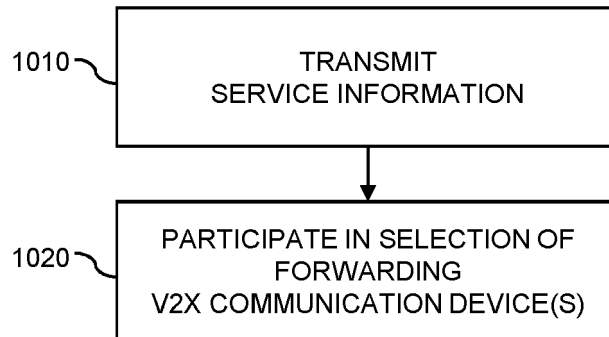 1010
TRANSMIT
SERVICE INFORMATION
1020
PARTICIPATE IN SELECTION OF
FORWARDING
V2X COMMUNICATION DEVICE(S)